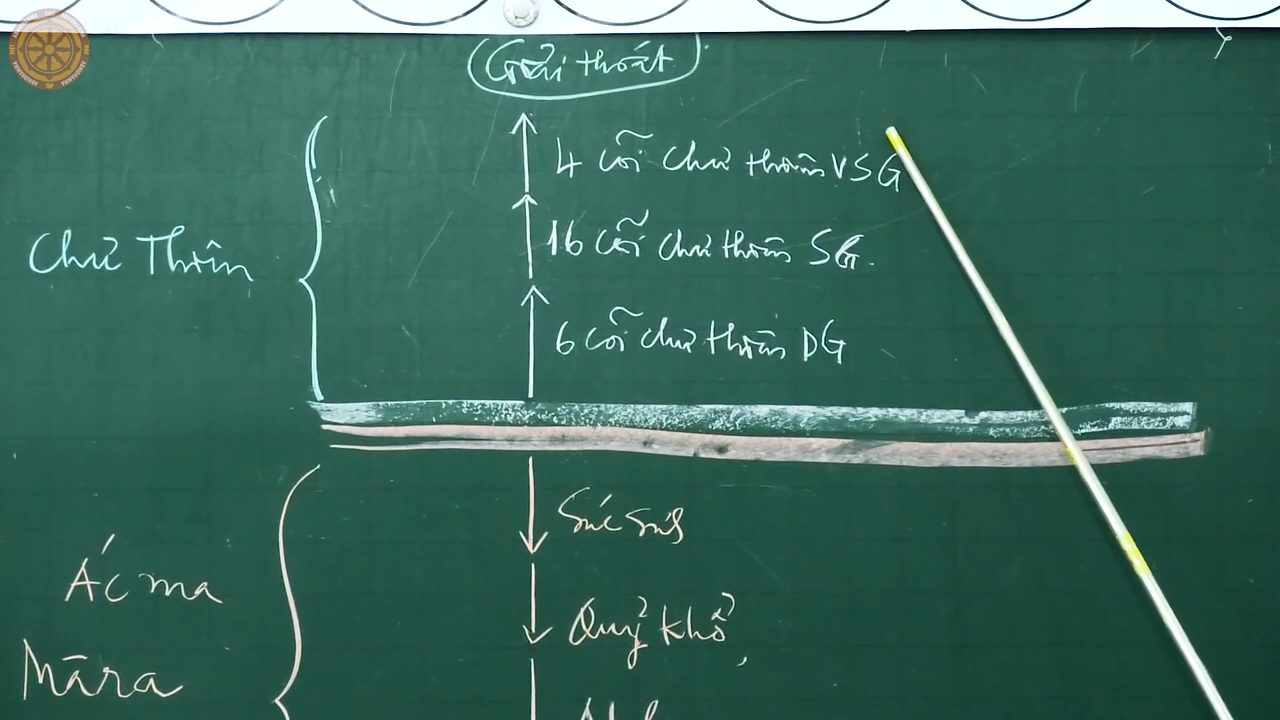 Giải thoát
4 cõi chư thiên VSG
16 cõi chư thiên SG.
6 cõi chư thiên DG
Chư Thiên
Súc sinh
Quỷ khổ
Ác ma
Māra